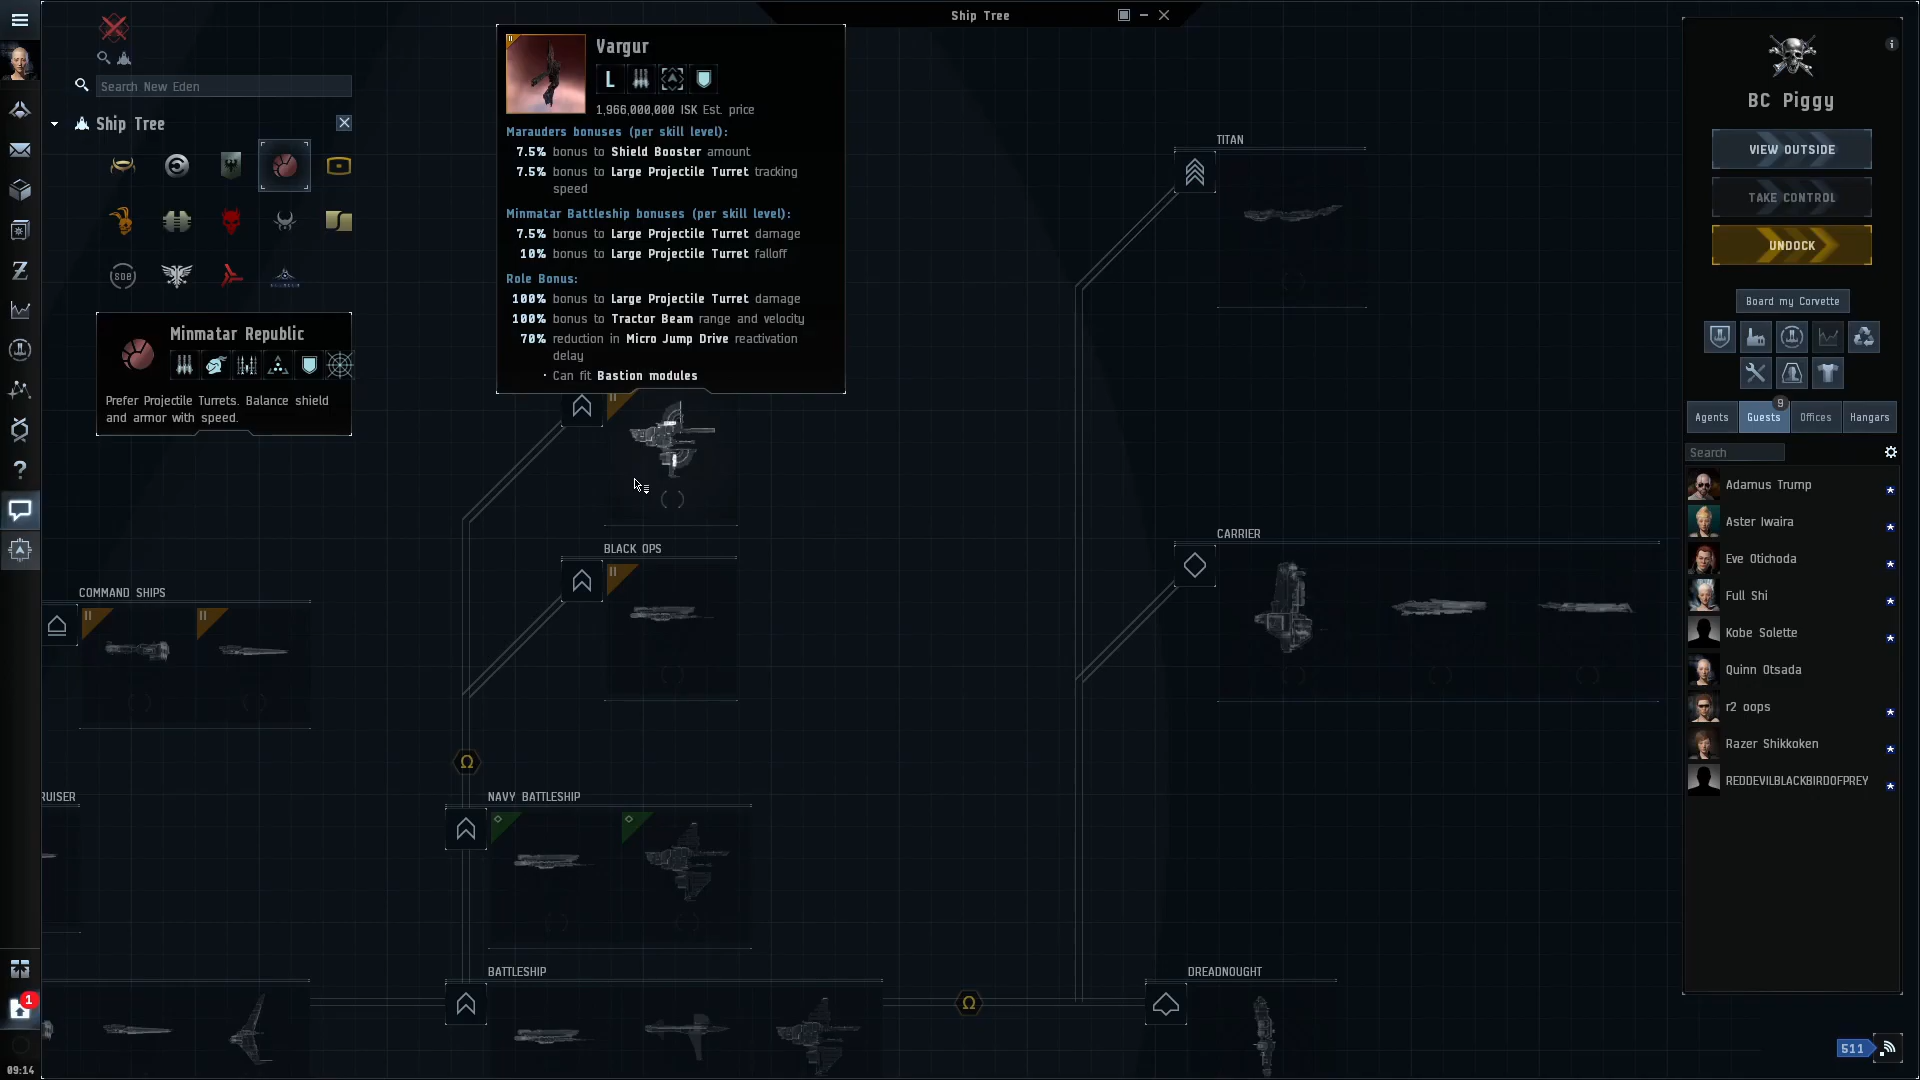 Ship Tree
Search New Eden
Ship Tree
SOB
Minmatar Republic
Prefer Projectile Turrets. Balance shield
and armor with speed.
II
Vargur
L
1,966,000,000 ISK Est. price
Marauders bonuses (per skill level):
7.5% bonus to Shield Booster amount
7.5% bonus to Large Projectile Turret tracking
speed
Minmatar Battleship bonuses (per skill level):
7.5% bonus to Large Projectile Turret damage
10% bonus to Large Projectile Turret falloff
Role Bonus:
100% bonus to Large Projectile Turret damage
100% bonus to Tractor Beam range and velocity
70% reduction in Micro Jump Drive reactivation
delay
· Can fit Bastion modules
II
BLACK OPS
II
COMMAND SHIPS
II
II
Ω
RUISER
NAVY BATTLESHIP
BATTLESHIP
Ω
TITAN
CARRIER
DREADNOUGHT
BC Piggy
VIEW OUTSIDE
TAKE CONTROL
UNDOCK
Board my Corvette
9
Agents
Guests
Offices
Hangars
Search
Adamus Trump
Aster Iwaira
Eve Otichoda
Full Shi
Kobe Solette
Quinn Otsada
r2 oops
Razer Shikkoken
REDDEVILBLACKBIRDOFPREY
511
1
09:14